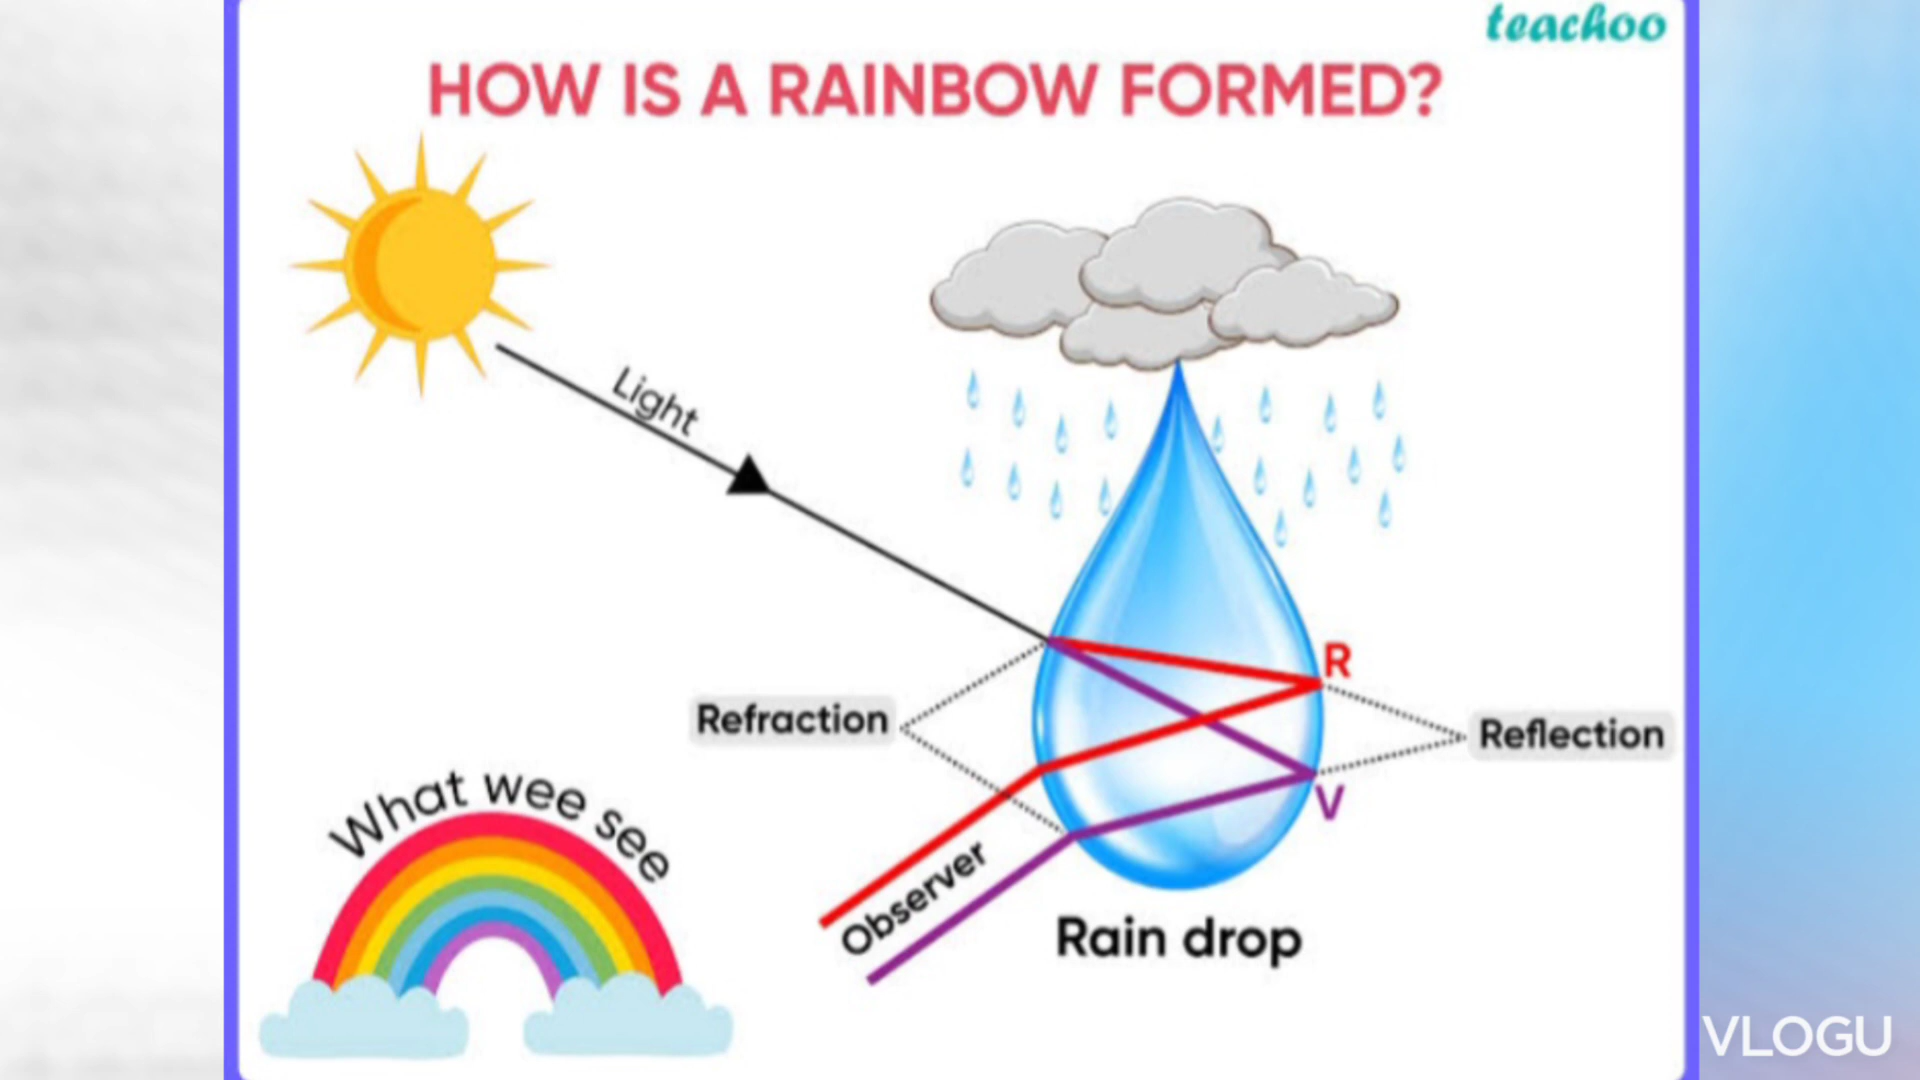 teachoo
HOW IS A RAINBOW FORMED?
Light
R
Refraction
Reflection
What wee see
V
Observer
Rain drop
VLOGU